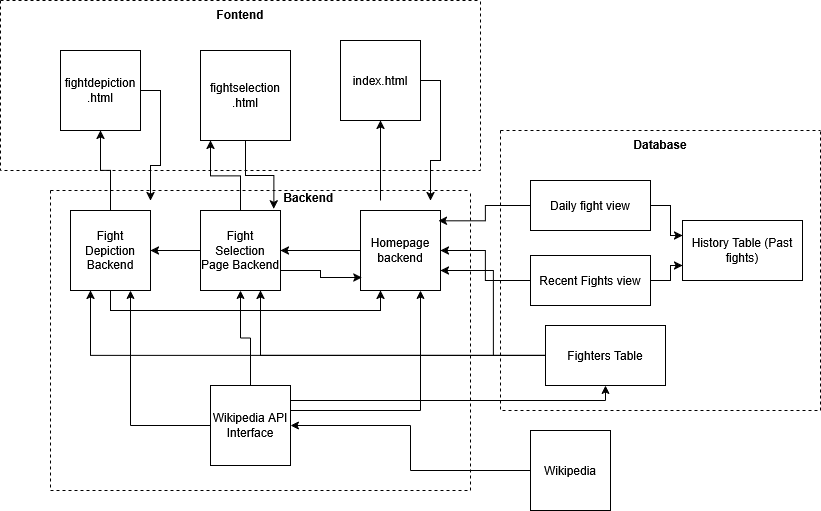 Fontend
fightdepiction
.html
fightselection
.html
index.html
Database
Backend
Daily fight view
Fight
Depiction
Backend
Fight
Selection
Page Backend
Homepage
backend
History Table (Past
fights)
Recent Fights view
Fighters Table
Wikipedia API
Interface
Wikipedia